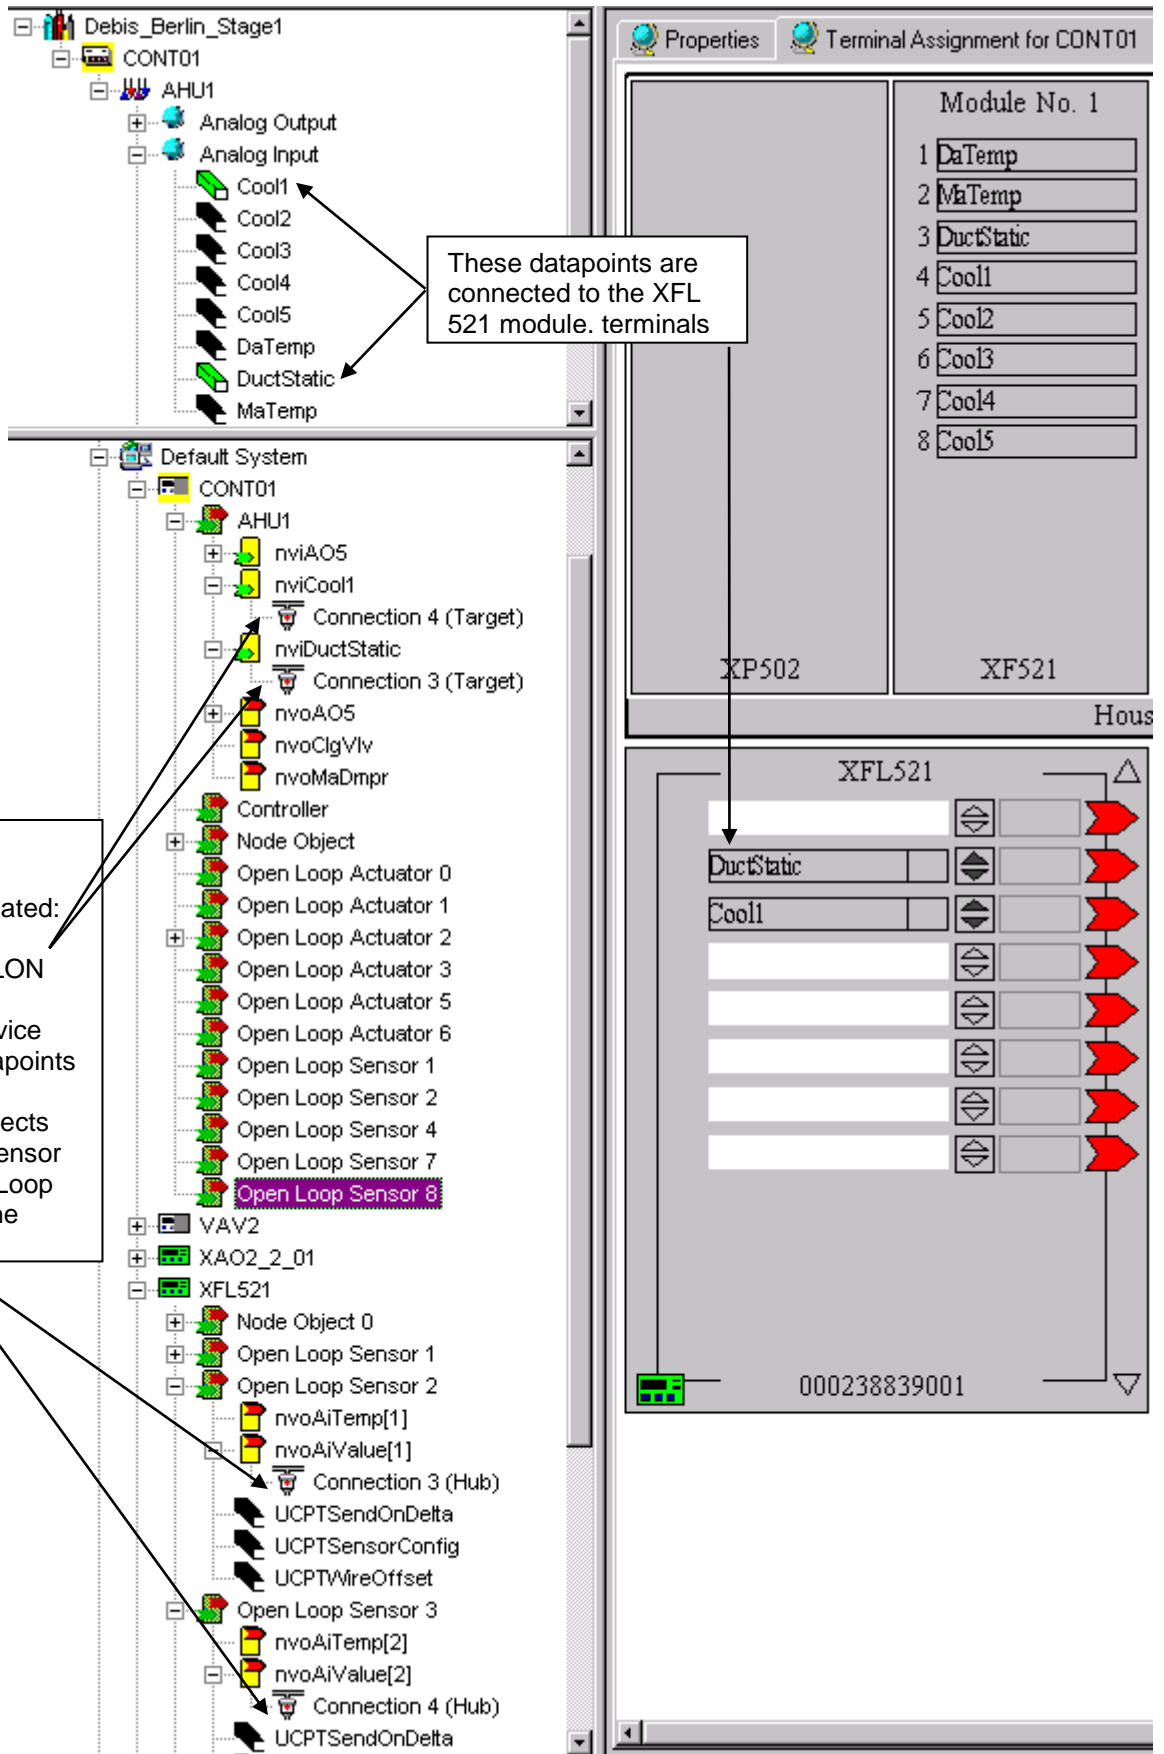 Debis_Berlin_Stage1
CONT01
AHU1
Analog Output
Analog Input
Cool1
Cool2
Cool3
Cool4
Cool5
DaTemp
DuctStatic
MaTemp
These datapoints are
connected to the XFL
521 module. terminals
Default System
CONT01
AHU1
nviAO5
nviCool1
Connection 4 (Target)
nviDuctStatic
Connection 3 (Target)
nvoAO5
nvoClgVlv
nvoMaDmpr
Controller
Node Object
Open Loop Actuator 0
Open Loop Actuator 1
Open Loop Actuator 2
Open Loop Actuator 3
Open Loop Actuator 5
Open Loop Actuator 6
Open Loop Sensor 1
Open Loop Sensor 2
Open Loop Sensor 4
Open Loop Sensor 7
Open Loop Sensor 8
VAV2
XAO2_2_01
XFL521
Node Object 0
Open Loop Sensor 1
Open Loop Sensor 2
nvoAiTemp[1]
nvoAiValue[1]
Connection 3 (Hub)
UCPTSendOnDelta
UCPTSensorConfig
UCPTWireOffset
Open Loop Sensor 3
nvoAiTemp[2]
nvoAiValue[2]
Connection 4 (Hub)
UCPTSendOnDelta
ated:
LON
vice
apoints
ects
ensor
Loop
ne
Properties
Terminal Assignment for CONT01
Module No. 1
1 DaTemp
2 MaTemp
3 DuctStatic
4 Cool1
5 Cool2
6 Cool3
7 Cool4
8 Cool5
XP502
XF521
Hous
XFL521
DuctStatic
Cool1
000238839001